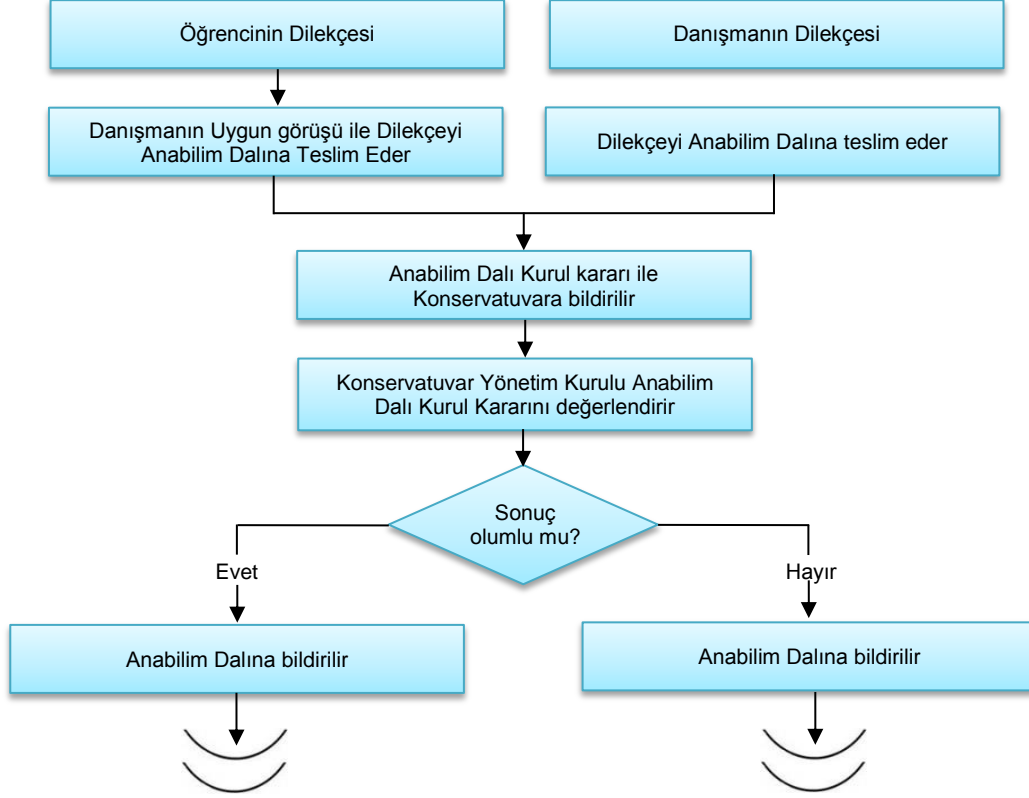 Öğrencinin Dilekçesi
Danışmanın Dilekçesi
Danışmanın Uygun görüşü ile Dilekçeyi
Anabilim Dalına Teslim Eder
Dilekçeyi Anabilim Dalına teslim eder
Anabilim Dalı Kurul kararı ile
Konservatuvara bildirilir
Konservatuvar Yönetim Kurulu Anabilim
Dalı Kurul Kararını değerlendirir
Sonuç
olumlu mu?
Evet
Hayır
Anabilim Dalına bildirilir
Anabilim Dalına bildirilir